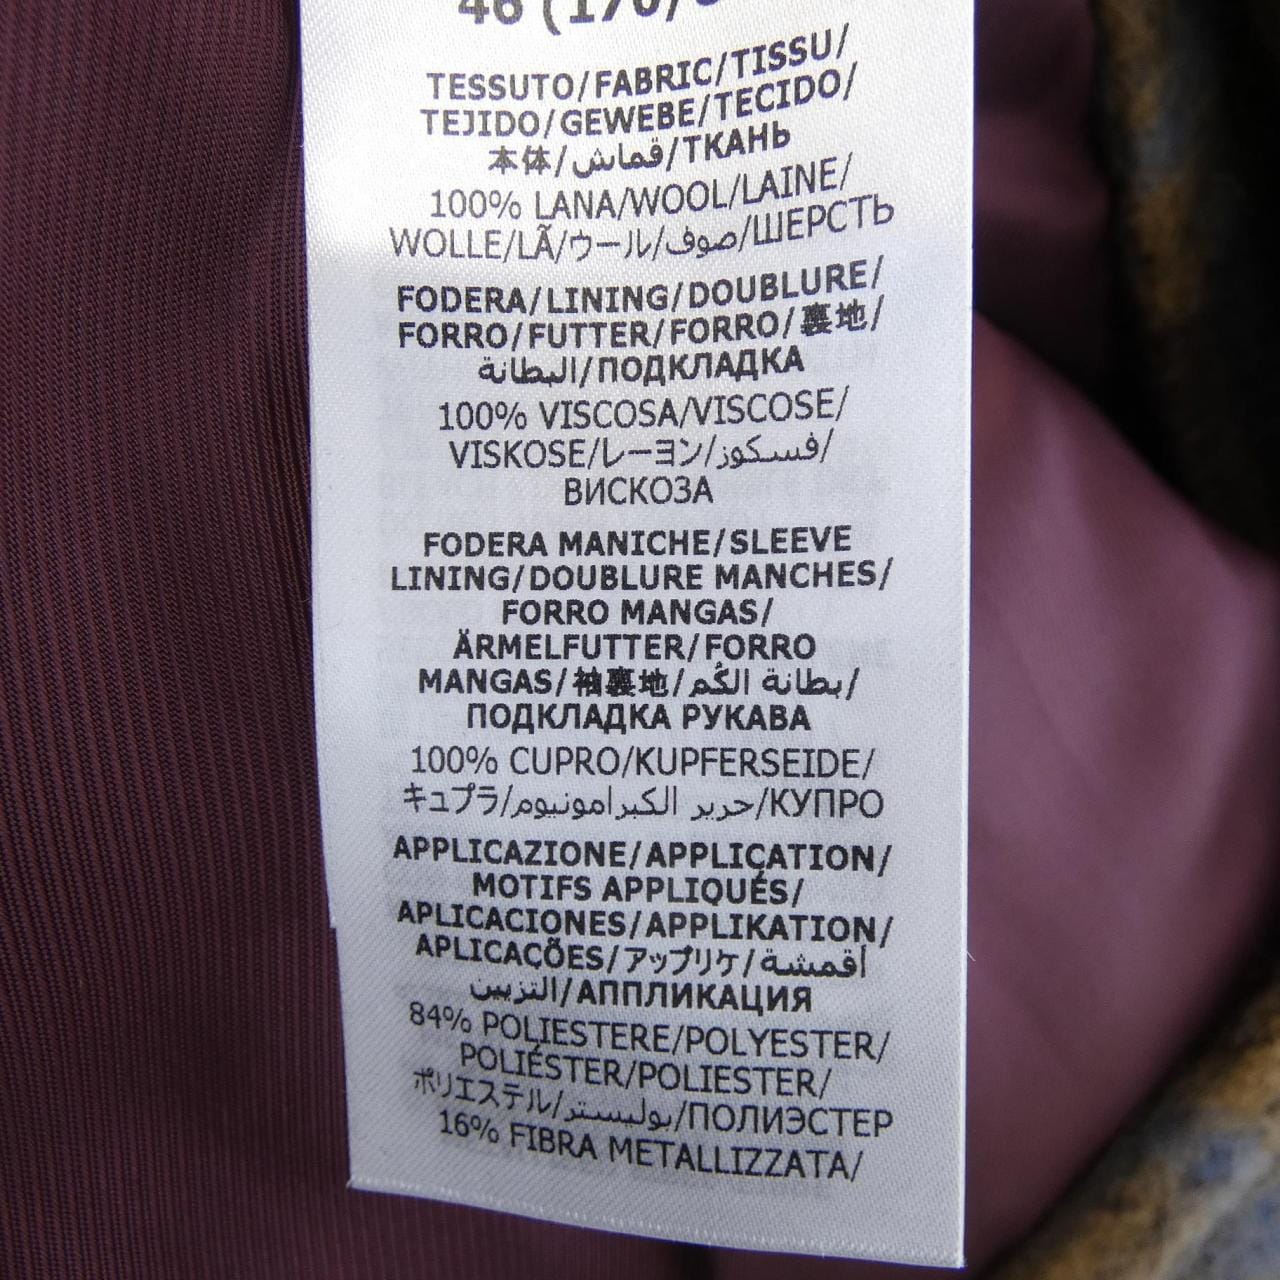 46 (170/
TESSUTO/FABRIC/TISSU/
TEJIDO/GEWEBE/TECIDO/
本体/قماش/ТКАНЬ
100% LANA/WOOL/LAINE/
WOLLE/LÃ/ウール/صوف/ШЕРСТЬ
FODERA/LINING/DOUBLURE/
FORRO/FUTTER/FORRO/裏地/
البطانة/ПОДКЛАДКА
100% VISCOSA/VISCOSE/
VISKOSE/レーヨン/فسكوز/
ВИСКОЗА
FODERA MANICHE/SLEEVE
LINING/DOUBLURE MANCHES/
FORRO MANGAS/
ÄRMELFUTTER/FORRO
MANGAS/袖裏地/بطانة الكُم/
ПОДКЛАДКА РУКАВА
100% CUPRO/KUPFERSEIDE/
キュプラ/حرير الكبرامونيوم/КУПРО
APPLICAZIONE/APPLICATION/
MOTIFS APPLIQUÉS/
APLICACIONES/APPLIKATION/
APLICAÇÕES/アップリケ/أقمشة
التزيين/АППЛИКАЦИЯ
84% POLIESTERE/POLYESTER/
POLIÉSTER/POLIESTER/
ポリエステル/بوليستر/ПОЛИЭСТЕР
16% FIBRA METALLIZZATA/